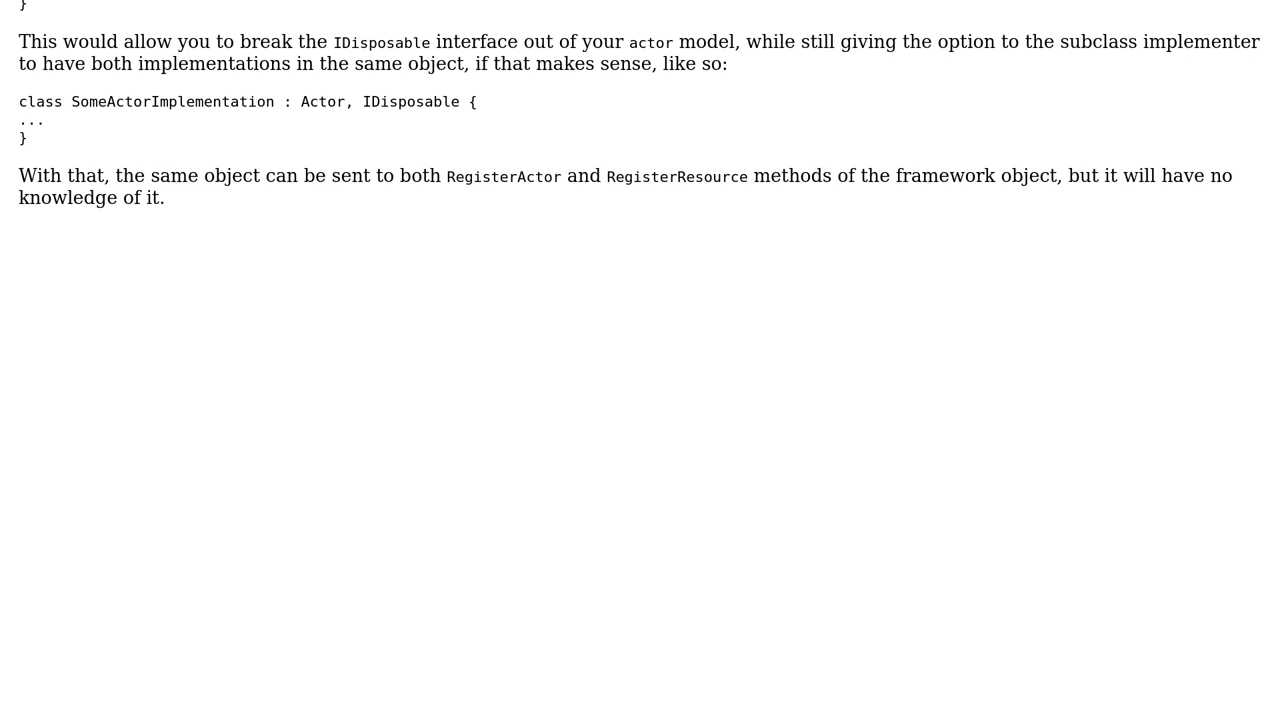 }
This would allow you to break the IDisposable interface out of your actor model, while still giving the option to the subclass implementer
to have both implementations in the same object, if that makes sense, like so:
class SomeActorImplementation : Actor, IDisposable {
...
}
With that, the same object can be sent to both RegisterActor and RegisterResource methods of the framework object, but it will have no
knowledge of it.